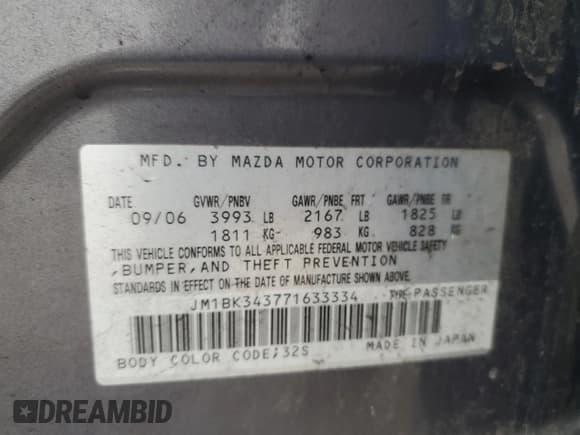 MFD. BY MAZDA MOTOR CORPORATION
DATE GVWR/PNBV GAWR/PNBE FRT GAWR/PNBE RR
09/06 3993 LB 2167 LB 1825 LB
1811 KG 983 KG 828 KG
THIS VEHICLE CONFORMS TO ALL APPLICABLE FEDERAL MOTOR VEHICLE SAFETY
,BUMPER,AND THEFT PREVENTION
STANDARDS IN EFFECT ON THE DATE OF MANUFACTURE SHOWN ABOVE.
JM1BK343771633334 TYPE:PASSENGER
BODY COLOR CODE;32S MADE IN JAPAN
DREAMBID